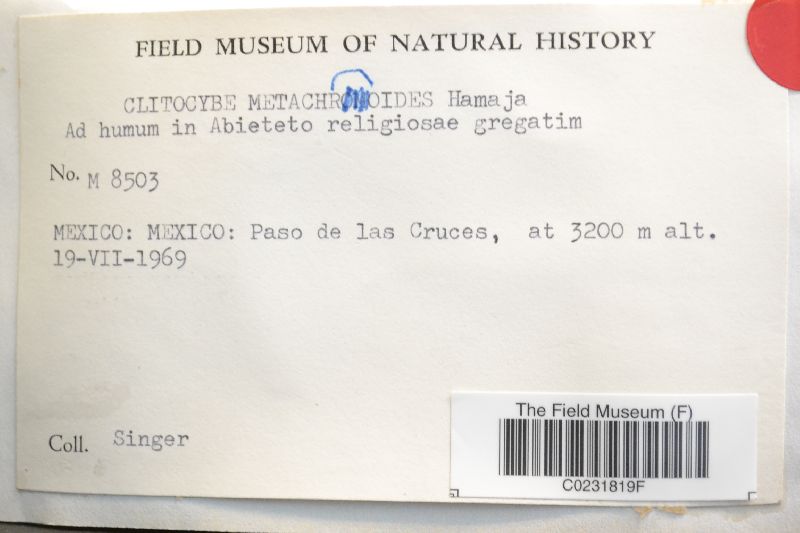 FIELD MUSEUM OF NATURAL HISTORY
CLITOCYBE Hamaja
Ad humum in Abieteto religiosae gregatim
No. M 8503
MEXICO: MEXICO: Paso de las Cruces, at 3200 m alt.
19-VII-1969
Coll. Singer
The Field Museum (F)
C0231819F